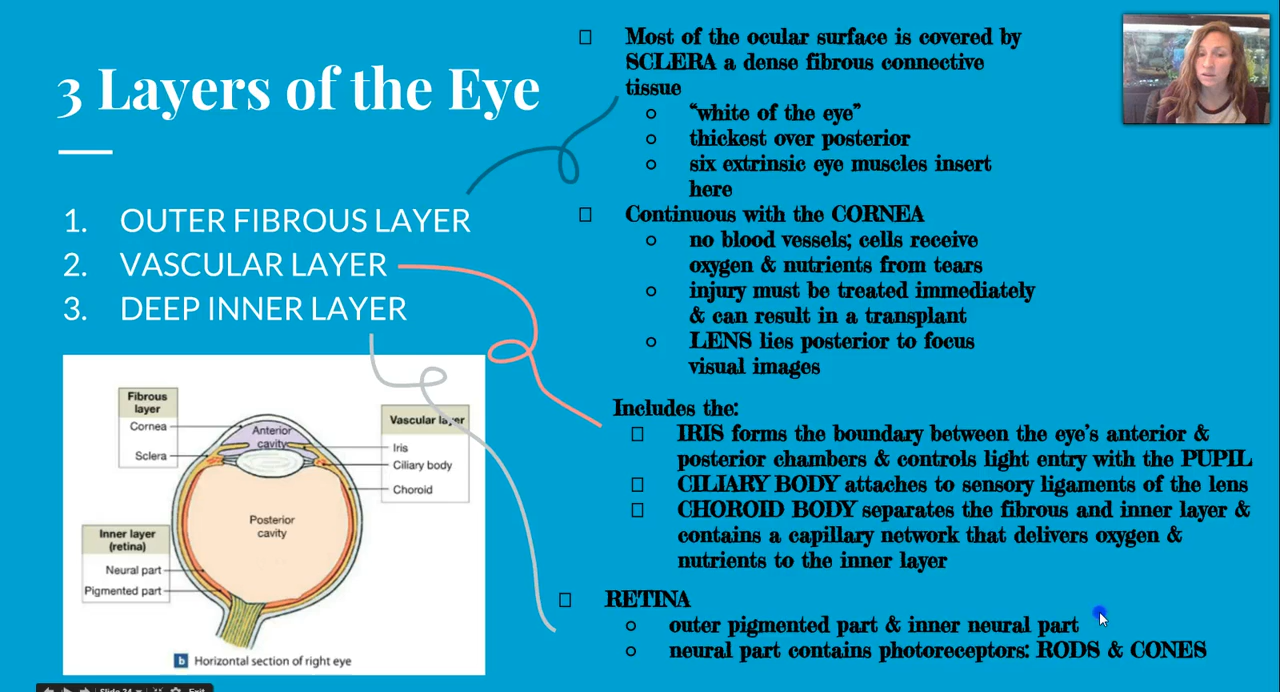 3 Layers of the Eye
1. OUTER FIBROUS LAYER
2. VASCULAR LAYER
3. DEEP INNER LAYER
Most of the ocular surface is covered by
SCLERA a dense fibrous connective
tissue
“white of the eye”
thickest over posterior
six extrinsic eye muscles insert
here
Continuous with the CORNEA
no blood vessels; cells receive
oxygen & nutrients from tears
injury must be treated immediately
& can result in a transplant
LENS lies posterior to focus
visual images
Includes the:
IRIS forms the boundary between the eye’s anterior &
posterior chambers & controls light entry with the PUPIL
CILIARY BODY attaches to sensory ligaments of the lens
CHOROID BODY separates the fibrous and inner layer &
contains a capillary network that delivers oxygen &
nutrients to the inner layer
RETINA
outer pigmented part & inner neural part
neural part contains photoreceptors: RODS & CONES
Fibrous
layer
Cornea
Sclera
Anterior
cavity
Vascular layer
Iris
Ciliary body
Choroid
Posterior
cavity
Inner layer
(retina)
Neural part
Pigmented part
b Horizontal section of right eye
Slide 24
Exit